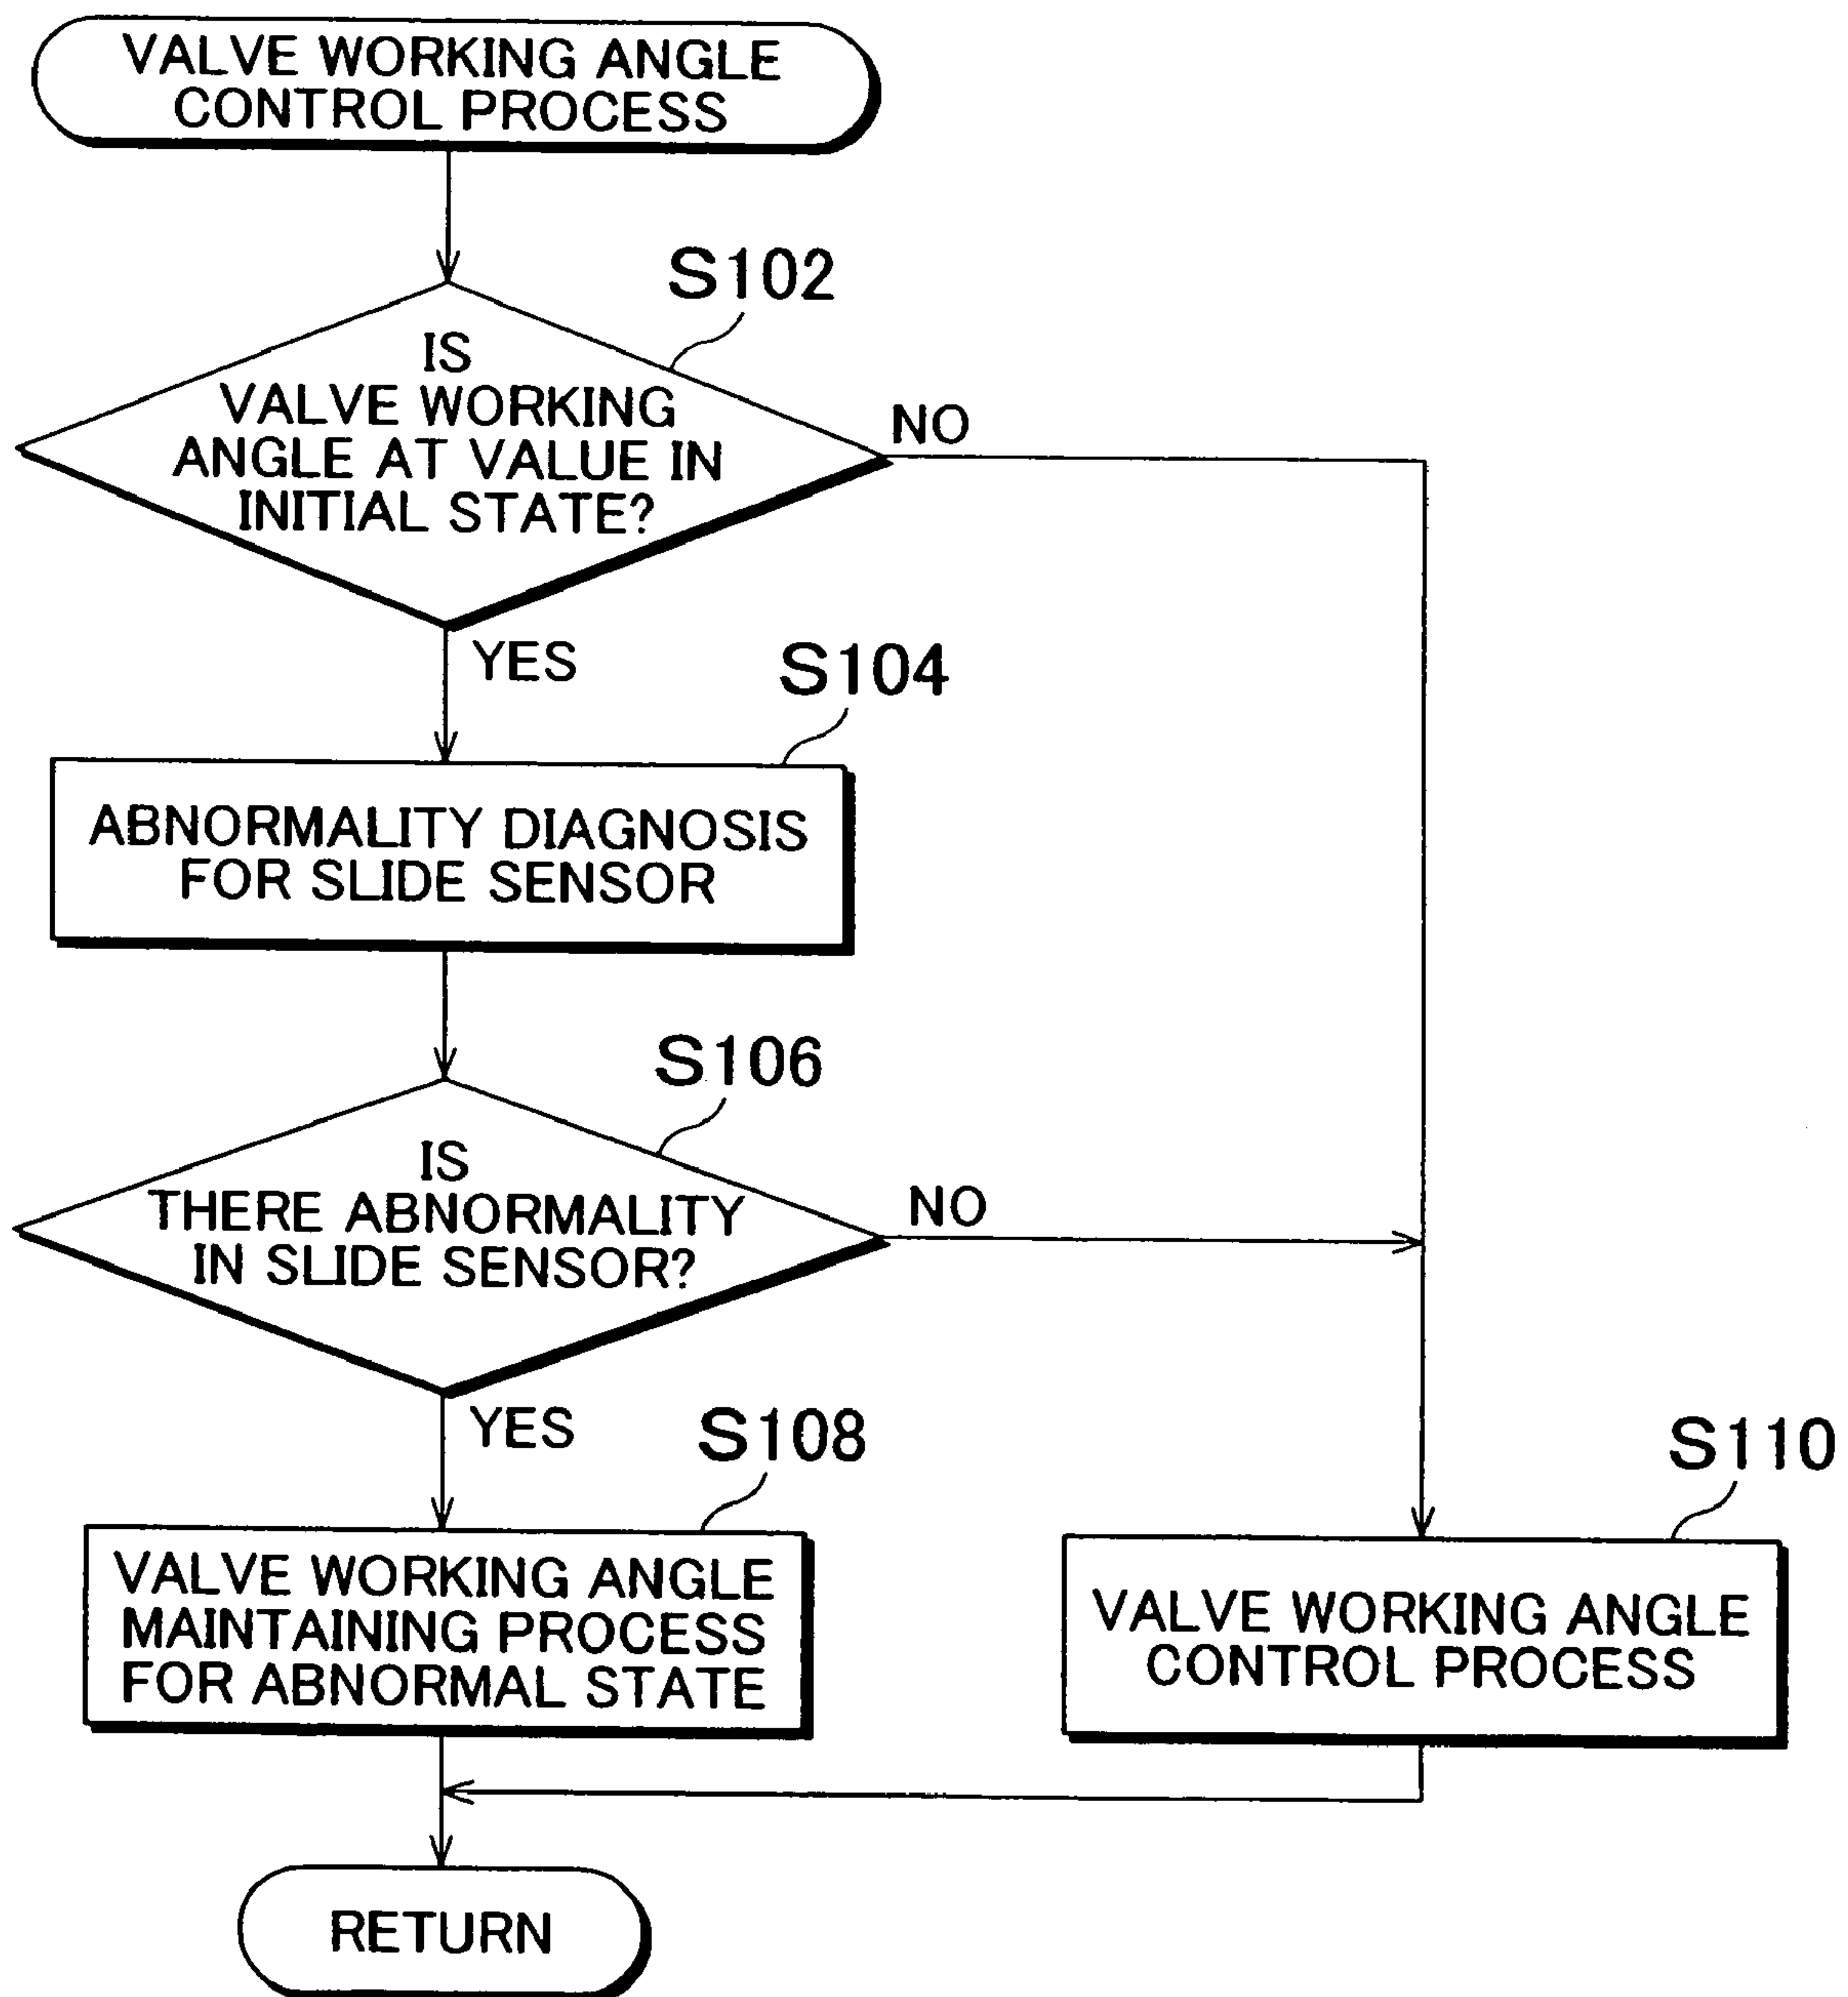 VALVE WORKING ANGLE
CONTROL PROCESS
S102
IS
VALVE WORKING
ANGLE AT VALUE IN
INITIAL STATE?
NO
YES
S104
ABNORMALITY DIAGNOSIS
FOR SLIDE SENSOR
S106
IS
THERE ABNORMALITY
IN SLIDE SENSOR?
NO
YES
S108
VALVE WORKING ANGLE
MAINTAINING PROCESS
FOR ABNORMAL STATE
S110
VALVE WORKING ANGLE
CONTROL PROCESS
RETURN